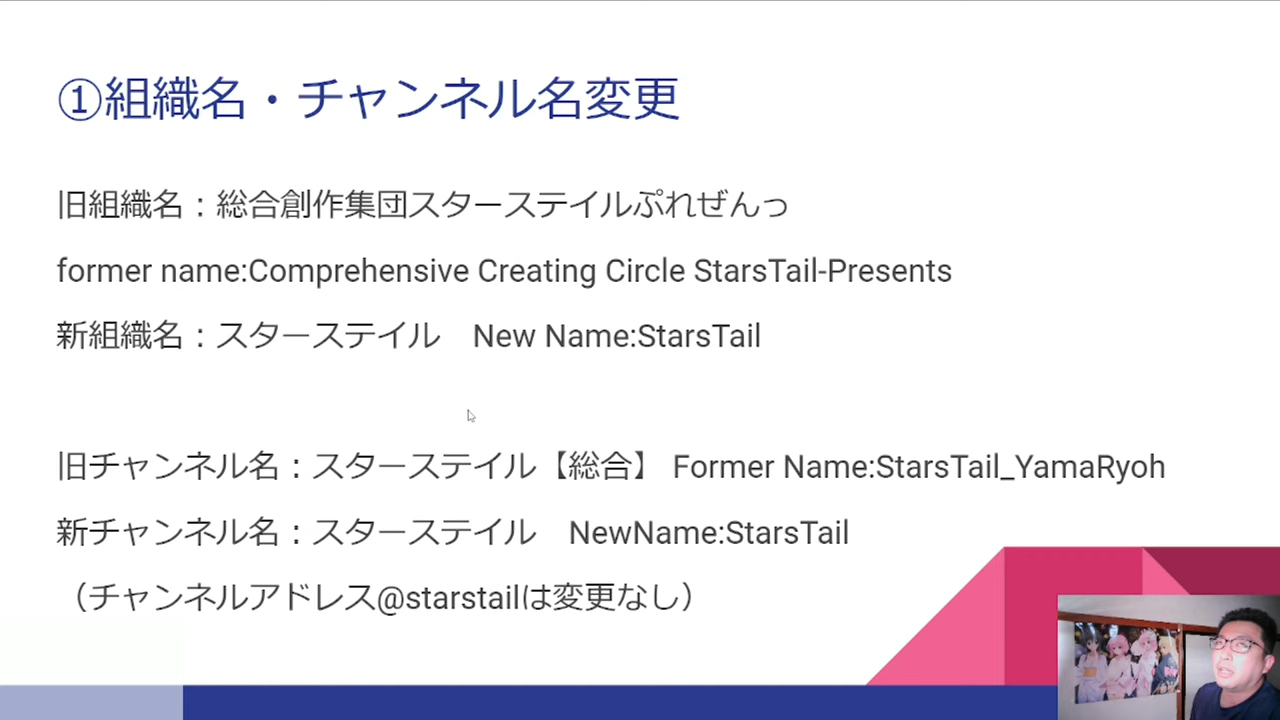 ①組織名・チャンネル名変更
旧組織名：総合創作集団スターステイルぷれぜんっ
former name:Comprehensive Creating Circle StarsTail-Presents
新組織名：スターステイル　New Name:StarsTail
旧チャンネル名：スターステイル【総合】 Former Name:StarsTail_YamaRyoh
新チャンネル名：スターステイル　NewName:StarsTail
（チャンネルアドレス@starstailは変更なし）